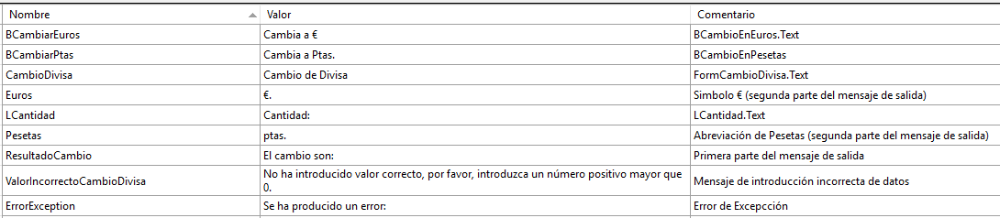 Nombre Valor Comentario
BCambiarEuros Cambia a € BCambioEnEuros.Text
BCambiarPtas Cambia a Ptas. BCambioEnPesetas
CambioDivisa Cambio de Divisa FormCambioDivisa.Text
Euros €. Simbolo € (segunda parte del mensaje de salida)
LCantidad Cantidad: LCantidad.Text
Pesetas ptas. Abreviación de Pesetas (segunda parte del mensaje de salida)
ResultadoCambio El cambio son: Primera parte del mensaje de salida
ValorIncorrectoCambioDivisa No ha introducido valor correcto, por favor, introduzca un número positivo mayor que
0. Mensaje de introducción incorrecta de datos
ErrorException Se ha producido un error: Error de Excepcción